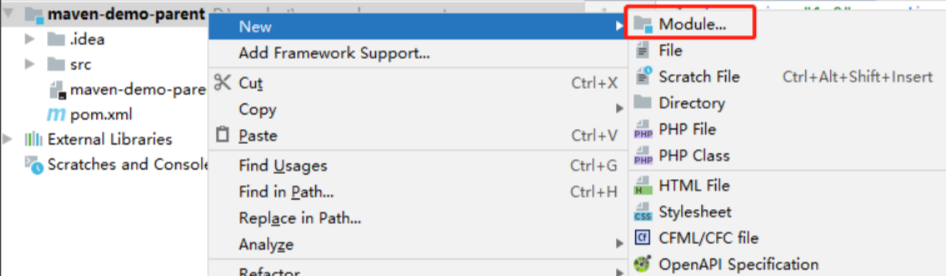 maven-demo-parent
.idea
src
maven-demo-pare
pom.xml
External Libraries
Scratches and Console
New
Add Framework Support...
Cut Ctrl+X
Copy
Paste Ctrl+V
Find Usages Ctrl+G
Find in Path... Ctrl+H
Replace in Path...
Analyze
Refactor
Module...
File
Scratch File Ctrl+Alt+Shift+Insert
Directory
PHP File
PHP Class
HTML File
Stylesheet
CFML/CFC file
OpenAPI Specification